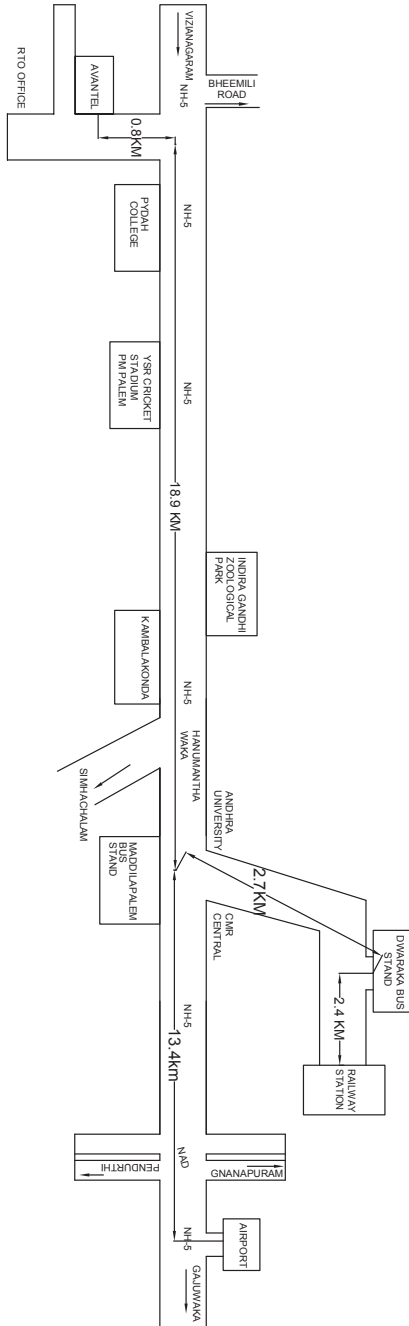 VIZIANAGARAM
NH-5
BHEEMILI
ROAD
RTO OFFICE
AVANTEL
0.8KM
PYDAH
COLLEGE
NH-5
YSR CRICKET
STADIUM
PM PALEM
NH-5
18.9 KM
INDIRA GANDHI
ZOOLOGICAL
PARK
KAMBALAKONDA
NH-5
HANUMANTHA
WAKA
SIMHACHALAM
ANDHRA
UNIVERSITY
MADDILAPALEM
BUS
STAND
2.7KM
CMR
CENTRAL
DWARAKA BUS
STAND
2.4 KM
RAILWAY
STATION
NH-5
13.4km
NAD
PENDURTHI
GNANAPURAM
AIRPORT
NH-5
GAJUWAKA